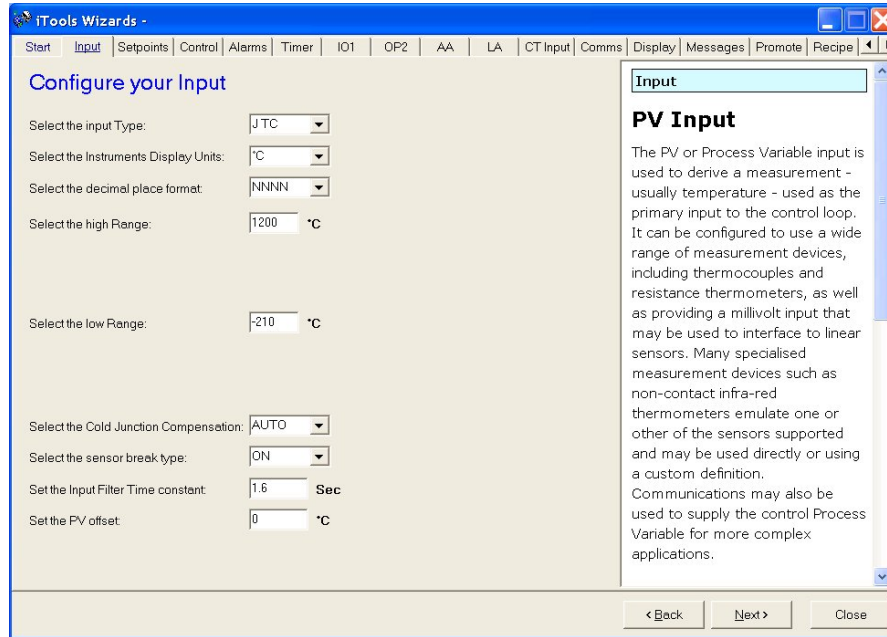 iTools Wizards -
Start Input Setpoints Control Alarms Timer IO1 OP2 AA LA CT Input Comms Display Messages Promote Recipe
Configure your Input
Select the input Type: J TC
Select the Instruments Display Units: °C
Select the decimal place format: NNNN
Select the high Range: 1200 °C
Select the low Range: -210 °C
Select the Cold Junction Compensation: AUTO
Select the sensor break type: ON
Set the Input Filter Time constant: 1.6 Sec
Set the PV offset: 0 °C
Input
PV Input
The PV or Process Variable input is
used to derive a measurement -
usually temperature - used as the
primary input to the control loop.
It can be configured to use a wide
range of measurement devices,
including thermocouples and
resistance thermometers, as well
as providing a millivolt input that
may be used to interface to linear
sensors. Many specialised
measurement devices such as
non-contact infra-red
thermometers emulate one or
other of the sensors supported
and may be used directly or using
a custom definition.
Communications may also be
used to supply the control Process
Variable for more complex
applications.
< Back Next > Close